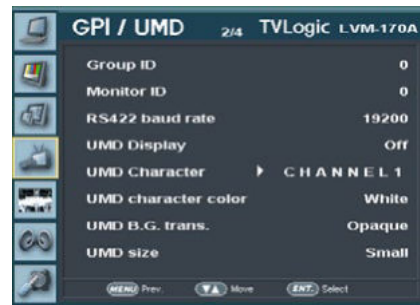 GPI / UMD 2/4 TVLogic LVM-170A
Group ID 0
Monitor ID 0
RS422 baud rate 19200
UMD Display Off
UMD Character CHANNEL1
UMD character color White
UMD B.G. trans. Opaque
UMD size Small
MENU Prev. Move ENT. Select